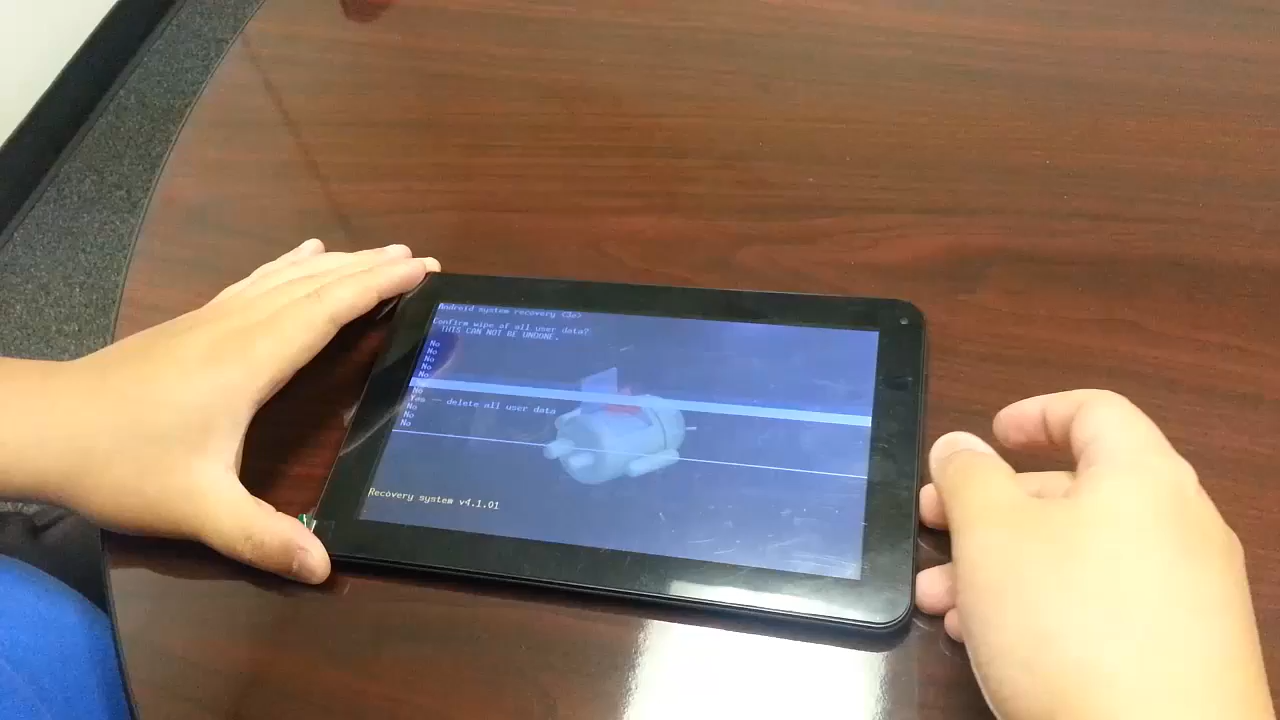 Android system recovery <3e>
Confirm wipe of all user data?
THIS CAN NOT BE UNDONE.
No
No
No
No
No
No
Yes -- delete all user data
No
No
No
Recovery system v4.1.01